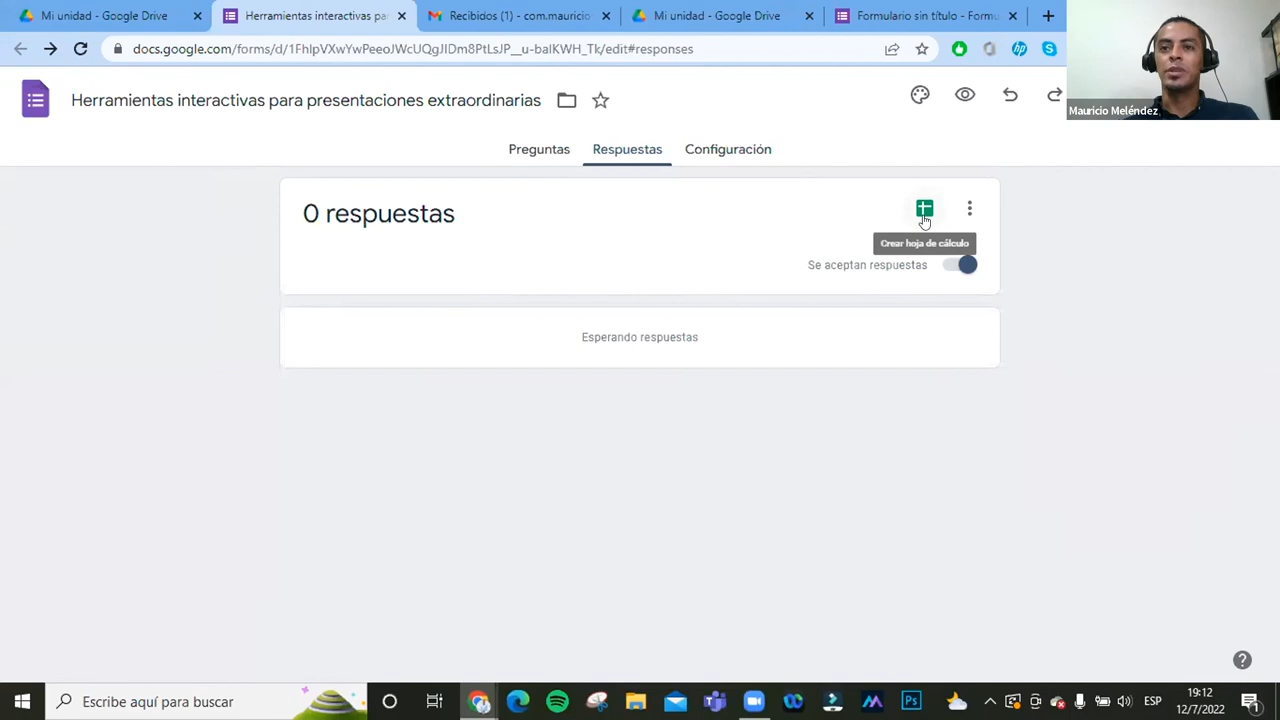 Mi unidad - Google Drive
Herramientas interactivas pa
Recibidos (1) - com.mauricio
Mi unidad - Google Drive
Formulario sin título - Formu
docs.google.com/forms/d/1FhIpVXwYwPeeoJWcUQgJIDm8PtLsJP__u-baIKWH_Tk/edit#responses
Herramientas interactivas para presentaciones extraordinarias
Mauricio Meléndez
Preguntas
Respuestas
Configuración
0 respuestas
Crear hoja de cálculo
Se aceptan respuestas
Esperando respuestas
Escribe aquí para buscar
ESP
19:12
12/7/2022